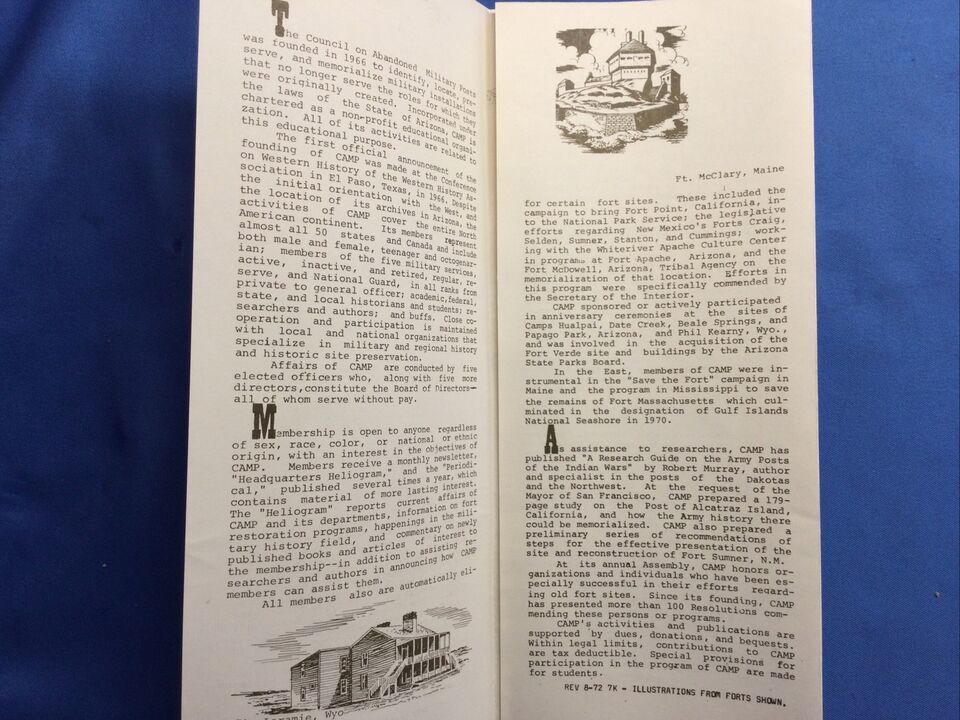 The Council on Abandoned Military Posts
was founded in 1966 to identify, locate, pre-
serve, and memorialize military installations
that no longer serve the roles for which they
were originally created. Incorporated under
the laws of the State of Arizona, CAMP is
chartered as a non-profit educational organi-
zation. All of its activities are related to
this educational purpose.
The first official announcement of the
founding of CAMP was made at the Conference
on Western History of the Western History As-
sociation in El Paso, Texas, in 1966. Despite
the initial orientation with the West, and
the location of its archives in Arizona, the
activities of CAMP cover the entire North
American continent. Its members represent
almost all 50 states and Canada and include
both male and female, teenager and octogenar-
ian; members of the five military services,
active, inactive, and retired, regular, re-
serve, and National Guard, in all ranks from
private to general officer; academic, federal,
state, and local historians and students; re-
searchers and authors; and buffs. Close co-
operation and participation is maintained
with local and national organizations that
specialize in military and regional history
and historic site preservation.
Affairs of CAMP are conducted by five
elected officers who, along with five more
directors, constitute the Board of Directors—
all of whom serve without pay.
Membership is open to anyone regardless
of sex, race, color, or national or ethnic
origin, with an interest in the objectives of
CAMP. Members receive a monthly newsletter,
"Headquarters Heliogram," and the "Periodi-
cal," published several times a year, which
contains material of more lasting interest.
The "Heliogram" reports current affairs of
CAMP and its departments, information on fort
restoration programs, happenings in the mili-
tary history field, and commentary on newly
published books and articles of interest to
the membership--in addition to assisting re-
searchers and authors in announcing how CAMP
members can assist them.
All members also are automatically eli-
Laramie, Wyo
Ft. McClary, Maine
for certain fort sites. These included the
campaign to bring Fort Point, California, in-
to the National Park Service; the legislative
efforts regarding New Mexico's Forts Craig,
Selden, Sumner, Stanton, and Cummings; work-
ing with the Whiteriver Apache Culture Center
in programs at Fort Apache, Arizona, and the
Fort McDowell, Arizona, Tribal Agency on the
memorialization of that location. Efforts in
this program were specifically commended by
the Secretary of the Interior.
CAMP sponsored or actively participated
in anniversary ceremonies at the sites of
Camps Hualpai, Date Creek, Beale Springs, and
Papago Park, Arizona, and Phil Kearny, Wyo.,
and was involved in the acquisition of the
Fort Verde site and buildings by the Arizona
State Parks Board.
In the East, members of CAMP were in-
strumental in the "Save the Fort" campaign in
Maine and the program in Mississippi to save
the remains of Fort Massachusetts which cul-
minated in the designation of Gulf Islands
National Seashore in 1970.
As assistance to researchers, CAMP has
published "A Research Guide on the Army Posts
of the Indian Wars" by Robert Murray, author
and specialist in the posts of the Dakotas
and the Northwest. At the request of the
Mayor of San Francisco, CAMP prepared a 179-
page study on the Post of Alcatraz Island,
California, and how the Army history there
could be memorialized. CAMP also prepared a
preliminary series of recommendations of
steps for the effective presentation of the
site and reconstruction of Fort Sumner, N.M.
At its annual Assembly, CAMP honors or-
ganizations and individuals who have been es-
pecially successful in their efforts regard-
ing old fort sites. Since its founding, CAMP
has presented more than 100 Resolutions com-
mending these persons or programs.
CAMP's activities and publications are
supported by dues, donations, and bequests.
Within legal limits, contributions to CAMP
are tax deductible. Special provisions for
participation in the program of CAMP are made
for students.
REV 8-72 7K - ILLUSTRATIONS FROM FORTS SHOWN.